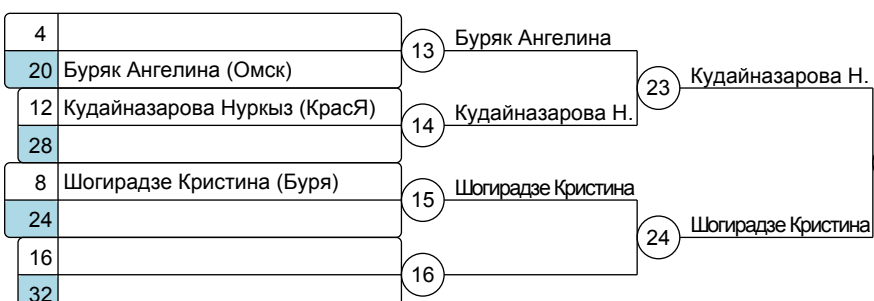 4
20 Буряк Ангелина (Омск)
12 Кудайназарова Нуркыз (КрасЯ)
28
8 Шогирадзе Кристина (Буря)
24
16
32
13 Буряк Ангелина
14 Кудайназарова Н.
15 Шогирадзе Кристина
16
23 Кудайназарова Н.
24 Шогирадзе Кристина